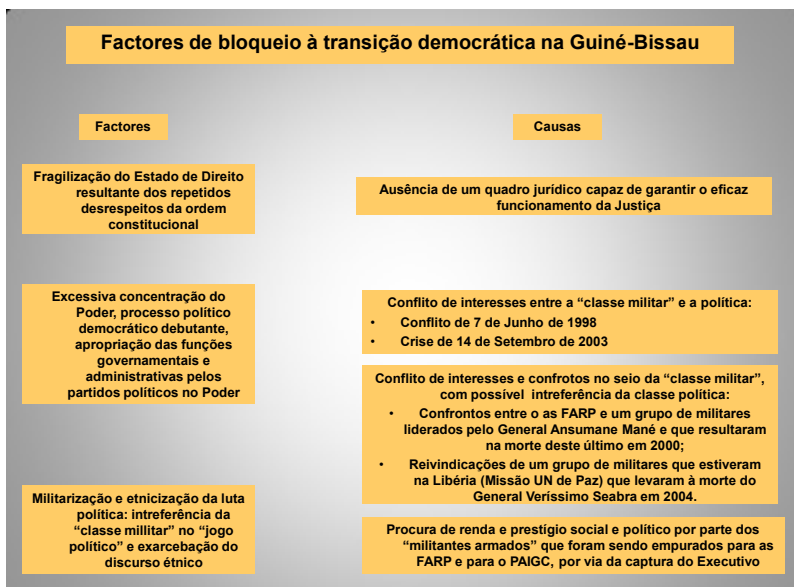 Factores de bloqueio à transição democrática na Guiné-Bissau
Factores
Causas
Fragilização do Estado de Direito
resultante dos repetidos
desrespeitos da ordem
constitucional
Ausência de um quadro jurídico capaz de garantir o eficaz
funcionamento da Justiça
Excessiva concentração do
Poder, processo político
democrático debutante,
apropriação das funções
governamentais e
administrativas pelos
partidos políticos no Poder
Conflito de interesses entre a “classe militar” e a política:
• Conflito de 7 de Junho de 1998
• Crise de 14 de Setembro de 2003
Conflito de interesses e confrotos no seio da “classe militar”,
com possível intreferência da classe política:
• Confrontos entre o as FARP e um grupo de militares
liderados pelo General Ansumane Mané e que resultaram
na morte deste último em 2000;
• Reivindicações de um grupo de militares que estiveram
na Libéria (Missão UN de Paz) que levaram à morte do
General Veríssimo Seabra em 2004.
Militarização e etnicização da luta
política: intreferência da
“classe millitar” no “jogo
político” e exarcebação do
discurso étnico
Procura de renda e prestígio social e político por parte dos
“militantes armados” que foram sendo empurados para as
FARP e para o PAIGC, por via da captura do Executivo